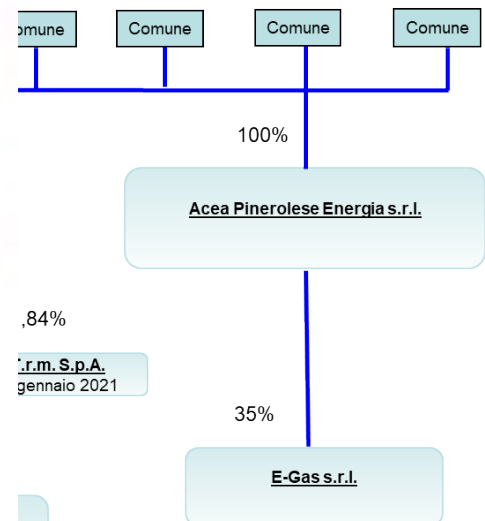 omune Comune Comune Comune
100%
Acea Pinerolese Energia s.r.l.
,84%
.r.m. S.p.A.
gennaio 2021
35%
E-Gas s.r.l.